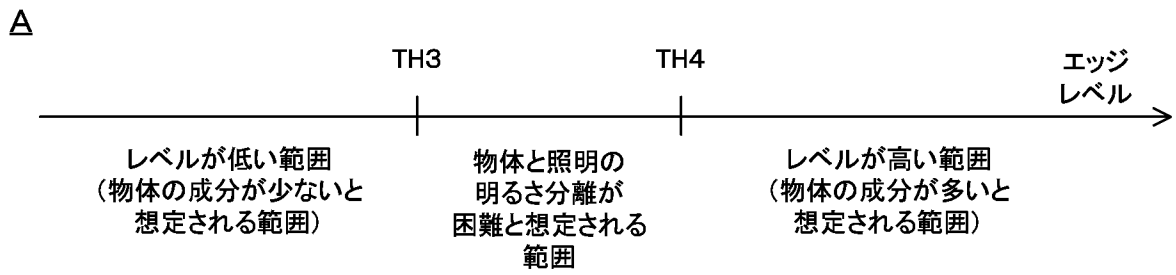 A
TH3
TH4
エッジ
レベル
レベルが低い範囲
（物体の成分が少ないと
想定される範囲）
物体と照明の
明るさ分離が
困難と想定される
範囲
レベルが高い範囲
（物体の成分が多いと
想定される範囲）